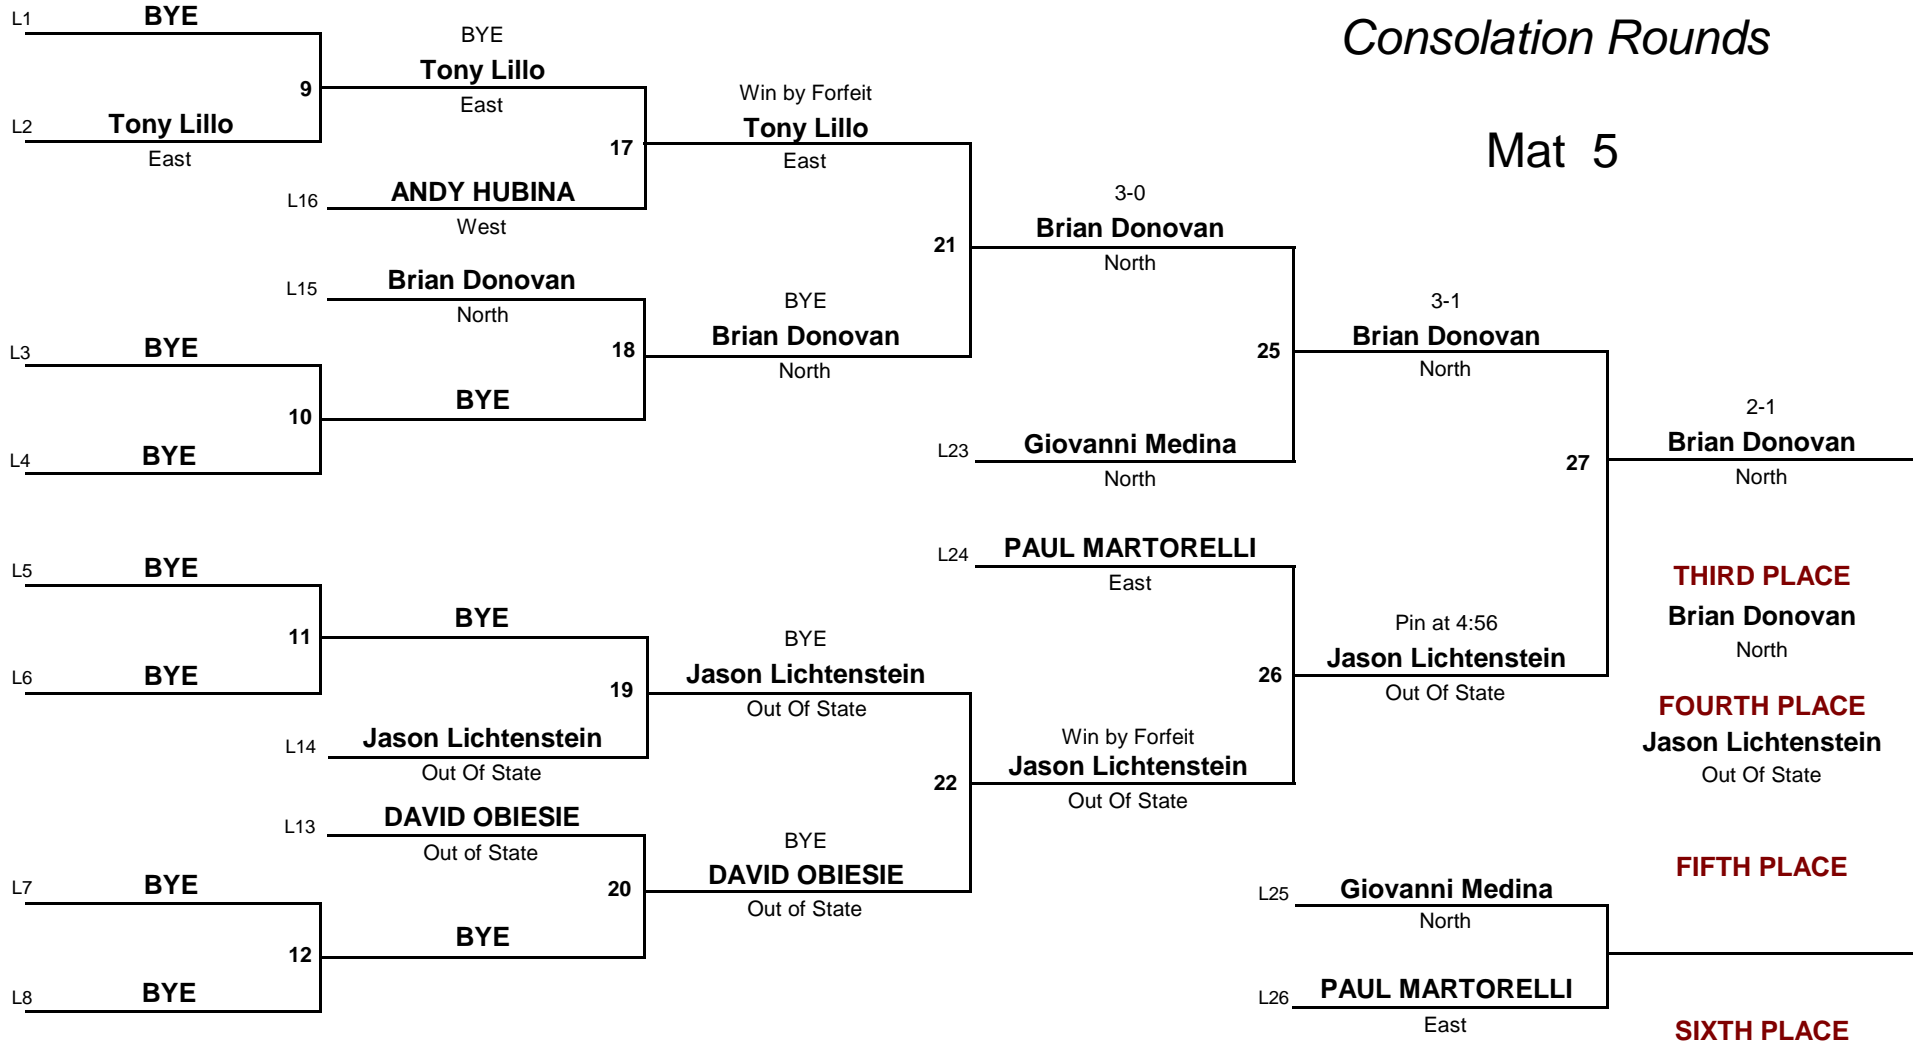 Consolation Rounds
Mat 5
L1 BYE
9
L2 Tony Lillo
East
BYE
Tony Lillo
East
17
L16 ANDY HUBINA
West
Win by Forfeit
Tony Lillo
East
21
L15 Brian Donovan
North
18
L3 BYE
10
L4 BYE
BYE
BYE
Brian Donovan
North
3-0
Brian Donovan
North
25
L23 Giovanni Medina
North
3-1
Brian Donovan
North
27
2-1
Brian Donovan
North
L5 BYE
11
L6 BYE
BYE
19
L14 Jason Lichtenstein
Out Of State
BYE
Jason Lichtenstein
Out Of State
22
L13 DAVID OBIESIE
Out of State
20
L7 BYE
12
L8 BYE
BYE
BYE
DAVID OBIESIE
Out of State
L24 PAUL MARTORELLI
East
26
Win by Forfeit
Jason Lichtenstein
Out Of State
Pin at 4:56
Jason Lichtenstein
Out Of State
THIRD PLACE
Brian Donovan
North
FOURTH PLACE
Jason Lichtenstein
Out Of State
L25 Giovanni Medina
North
L26 PAUL MARTORELLI
East
FIFTH PLACE
SIXTH PLACE